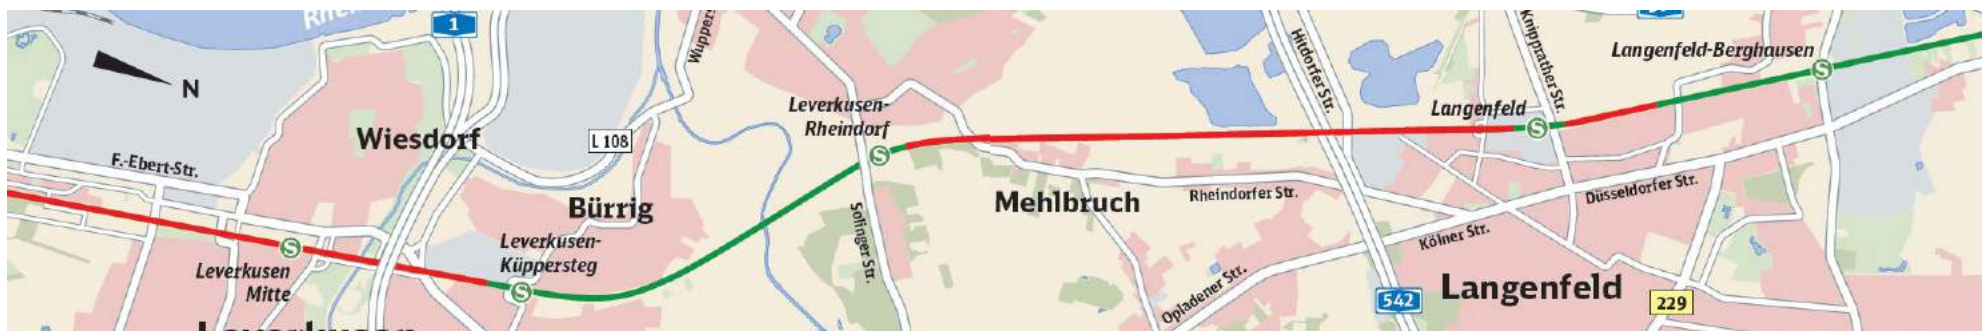 1
N
Wiesdorf
F.-Ebert-Str.
L 108
Bürrig
Leverkusen
Mitte
S
Leverkusen-
Küppersteg
S
Leverkusen-
Rheindorf
S
Solinger Str.
Mehlbruch
Rheindorfer Str.
Hitdorfer Str.
Opladener Str.
Kölner Str.
Düsseldorfer Str.
Knipprather Str.
Langenfeld
S
Langenfeld-Berghausen
S
Langenfeld
542
229